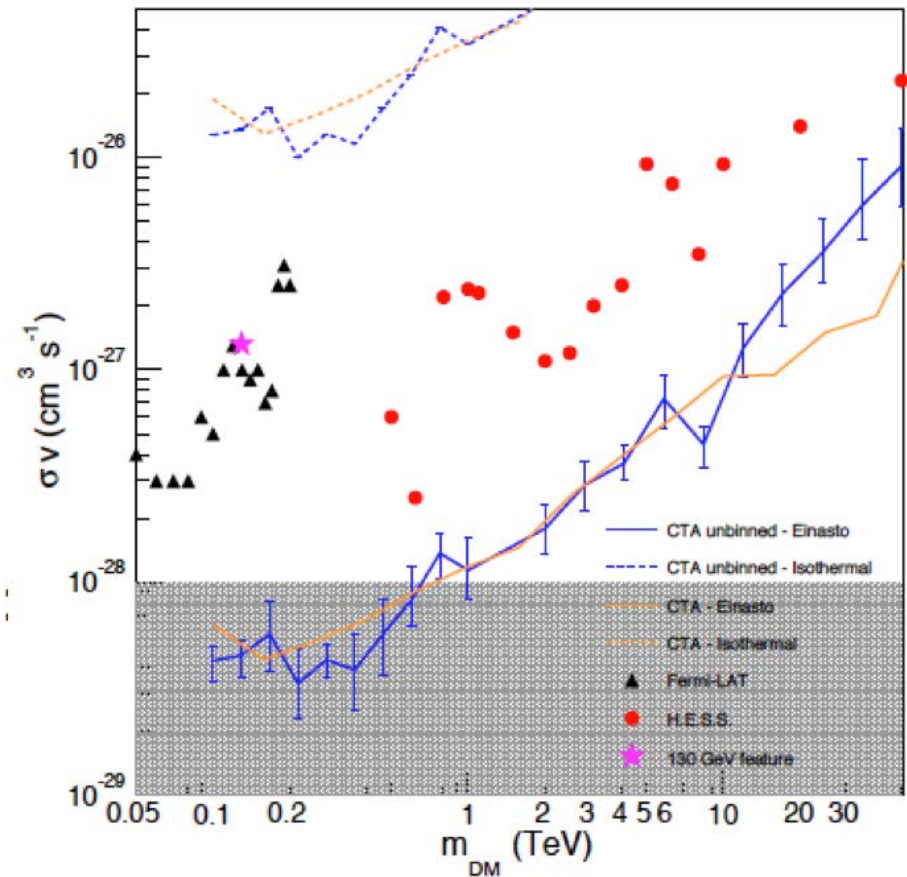 10⁻²⁶
10⁻²⁷
10⁻²⁸
10⁻²⁹
σ v (cm³ s⁻¹)
CTA unbinned - Einasto
CTA unbinned - Isothermal
CTA - Einasto
CTA - Isothermal
Fermi-LAT
H.E.S.S.
130 GeV feature
0.05 0.1 0.2 1 2 3 4 5 6 10 20 30
m_DM (TeV)